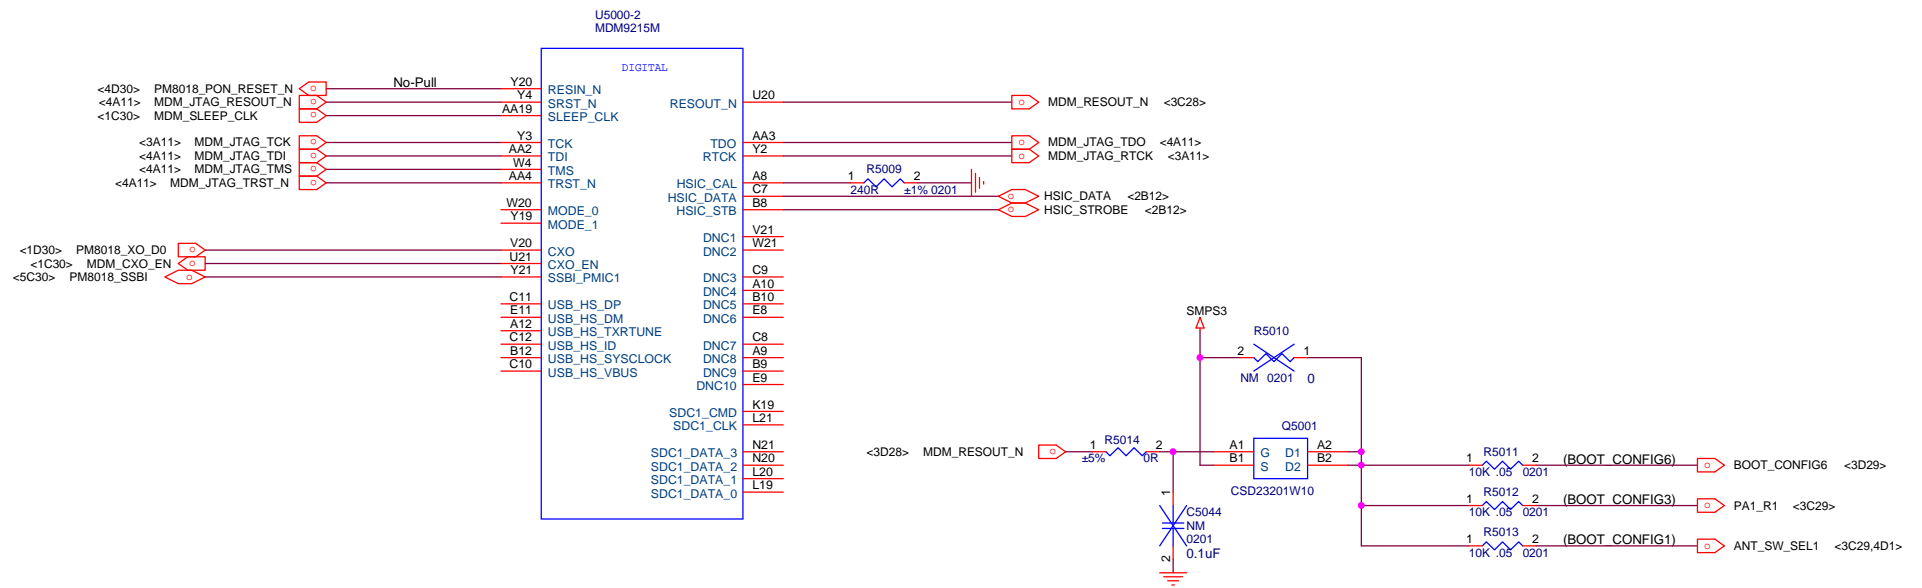 U5000-2
MDM9215M
DIGITAL
<4D30> PM8018_PON_RESET_N No-Pull Y20 RESIN_N
<4A11> MDM_JTAG_RESOUT_N Y4 SRST_N
<1C30> MDM_SLEEP_CLK AA19 SLEEP_CLK
<3A11> MDM_JTAG_TCK Y3 TCK
<4A11> MDM_JTAG_TDI AA2 TDI
<4A11> MDM_JTAG_TMS W4 TMS
<4A11> MDM_JTAG_TRST_N AA4 TRST_N
W20 MODE_0
Y19 MODE_1
<1D30> PM8018_XO_D0 V20 CXO
<1C30> MDM_CXO_EN U21 CXO_EN
<5C30> PM8018_SSBI Y21 SSBI_PMIC1
C11 USB_HS_DP
E11 USB_HS_DM
A12 USB_HS_TXRTUNE
C12 USB_HS_ID
B12 USB_HS_SYSCLOCK
C10 USB_HS_VBUS
RESOUT_N U20 MDM_RESOUT_N <3C28>
TDO AA3 MDM_JTAG_TDO <4A11>
RTCK Y2 MDM_JTAG_RTCK <3A11>
R5009
HSIC_CAL A8 1 2
240R ±1% 0201
HSIC_DATA C7 HSIC_DATA <2B12>
HSIC_STB B8 HSIC_STROBE <2B12>
DNC1 V21
DNC2 W21
DNC3 C9
DNC4 A10
DNC5 B10
DNC6 E8
DNC7 C8
DNC8 A9
DNC9 B9
DNC10 E9
SDC1_CMD K19
SDC1_CLK L21
SDC1_DATA_3 N21
SDC1_DATA_2 N20
SDC1_DATA_1 L20
SDC1_DATA_0 L19
SMPS3
R5010
2 1
NM 0201 0
Q5001
<3D28> MDM_RESOUT_N 1 R5014 2
±5% 0R
A1 G D1 A2
B1 S D2 B2
CSD23201W10
1
C5044
NM
0201
0.1uF
2
R5011
1 2 (BOOT_CONFIG6) BOOT_CONFIG6 <3D29>
10K .05 0201
R5012
1 2 (BOOT_CONFIG3) PA1_R1 <3C29>
10K .05 0201
R5013
1 2 (BOOT_CONFIG1) ANT_SW_SEL1 <3C29,4D1>
10K .05 0201